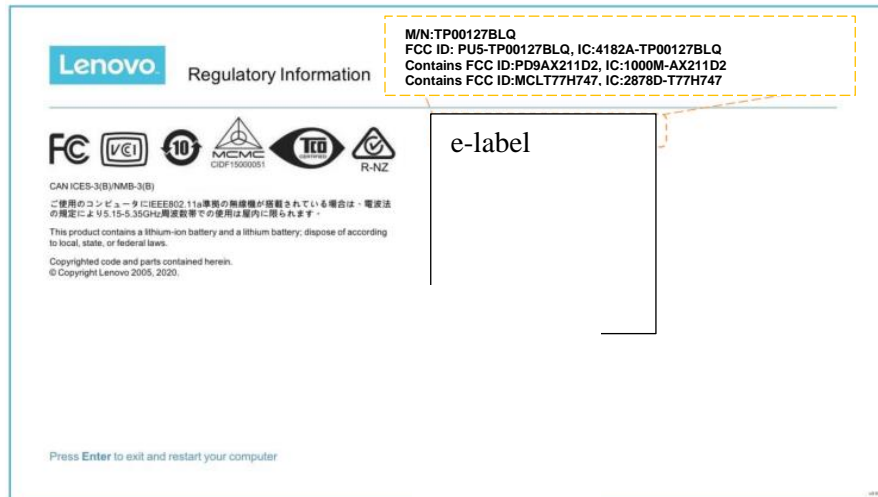 M/N:TP00127BLQ
FCC ID: PU5-TP00127BLQ, IC:4182A-TP00127BLQ
Contains FCC ID:PD9AX211D2, IC:1000M-AX211D2
Contains FCC ID:MCLT77H747, IC:2878D-T77H747
Lenovo.
Regulatory Information
e-label
FC VCI 10 MCMC TCO CERTIFIED R-NZ
CIDF15000051
CAN ICES-3(B)/NMB-3(B)
ご使用のコンピュータにIEEE802.11a準拠の無線機が搭載されている場合は、電波法
の規定により5.15-5.35GHz周波数帯での使用は屋内に限られます。
This product contains a lithium-ion battery and a lithium battery; dispose of according
to local, state, or federal laws.
Copyrighted code and parts contained herein.
© Copyright Lenovo 2005, 2020.
Press Enter to exit and restart your computer